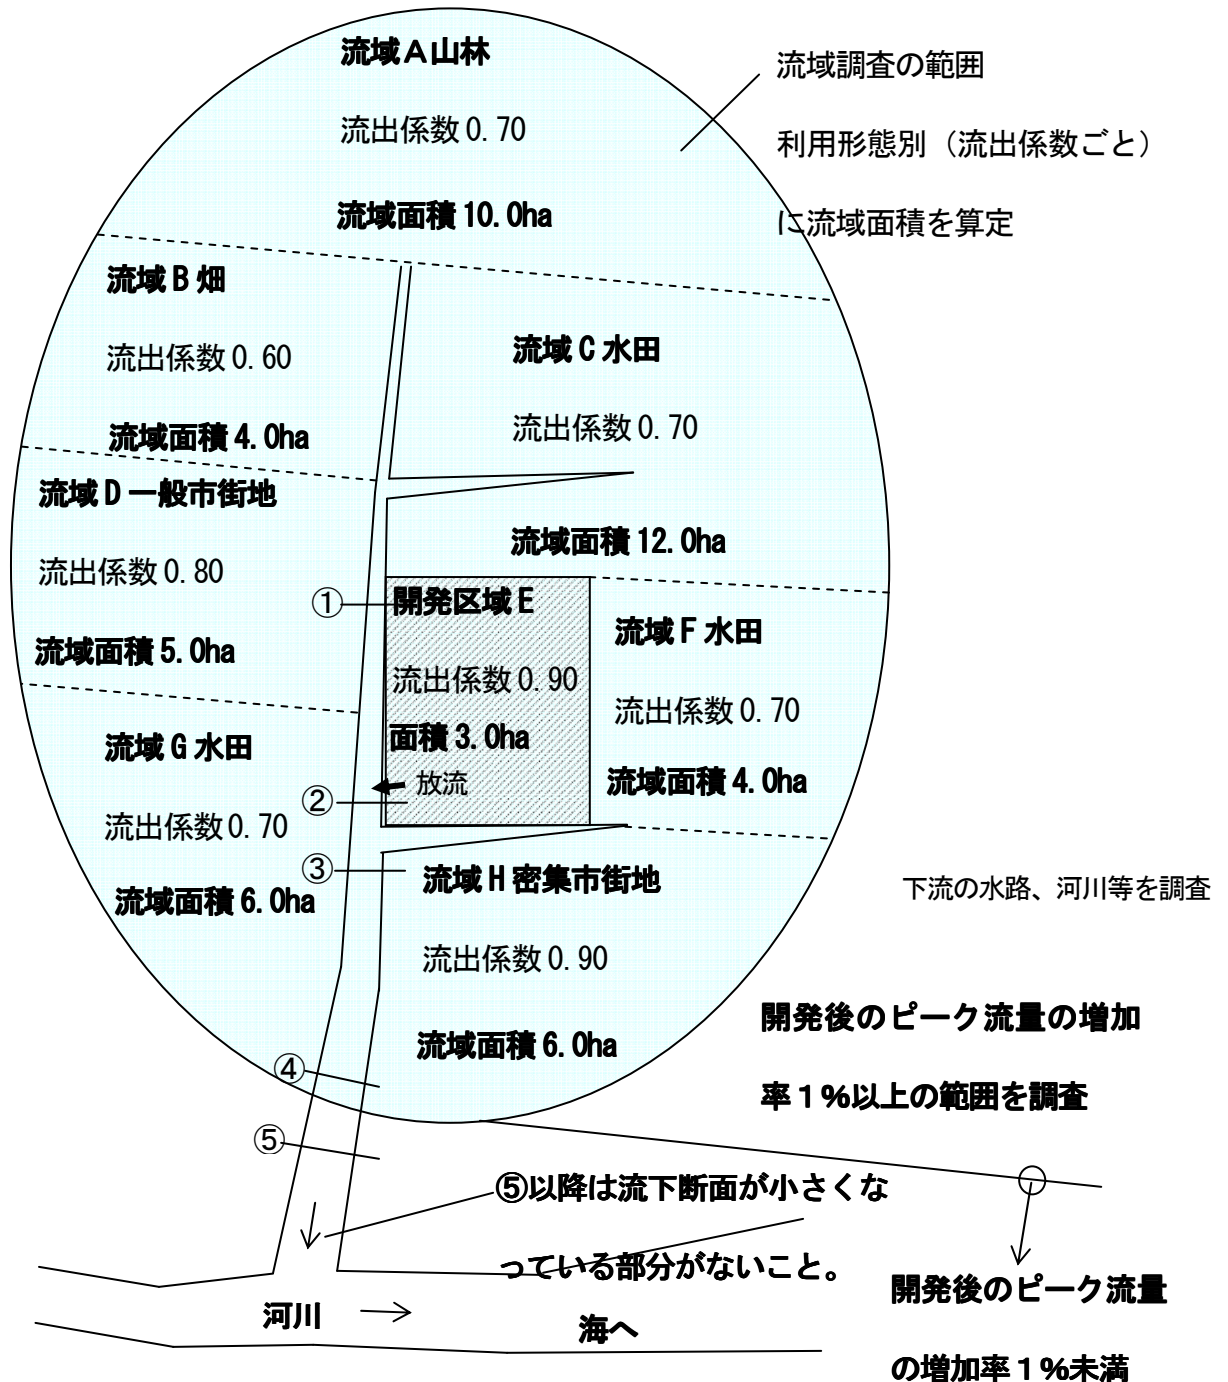 流域A山林
流出係数0.70
流域面積10.0ha
流域調査の範囲
利用形態別（流出係数ごと）
に流域面積を算定
流域B畑
流出係数0.60
流域面積4.0ha
流域C水田
流出係数0.70
流域面積12.0ha
流域D一般市街地
流出係数0.80
流域面積5.0ha
①
開発区域E
流出係数0.90
面積3.0ha
放流
流域F水田
流出係数0.70
流域面積4.0ha
流域G水田
流出係数0.70
流域面積6.0ha
②
③
流域H密集市街地
流出係数0.90
流域面積6.0ha
下流の水路、河川等を調査
開発後のピーク流量の増加
率１%以上の範囲を調査
④
⑤
⑤以降は流下断面が小さくな
っている部分がないこと。
開発後のピーク流量
の増加率１%未満
河川
海へ